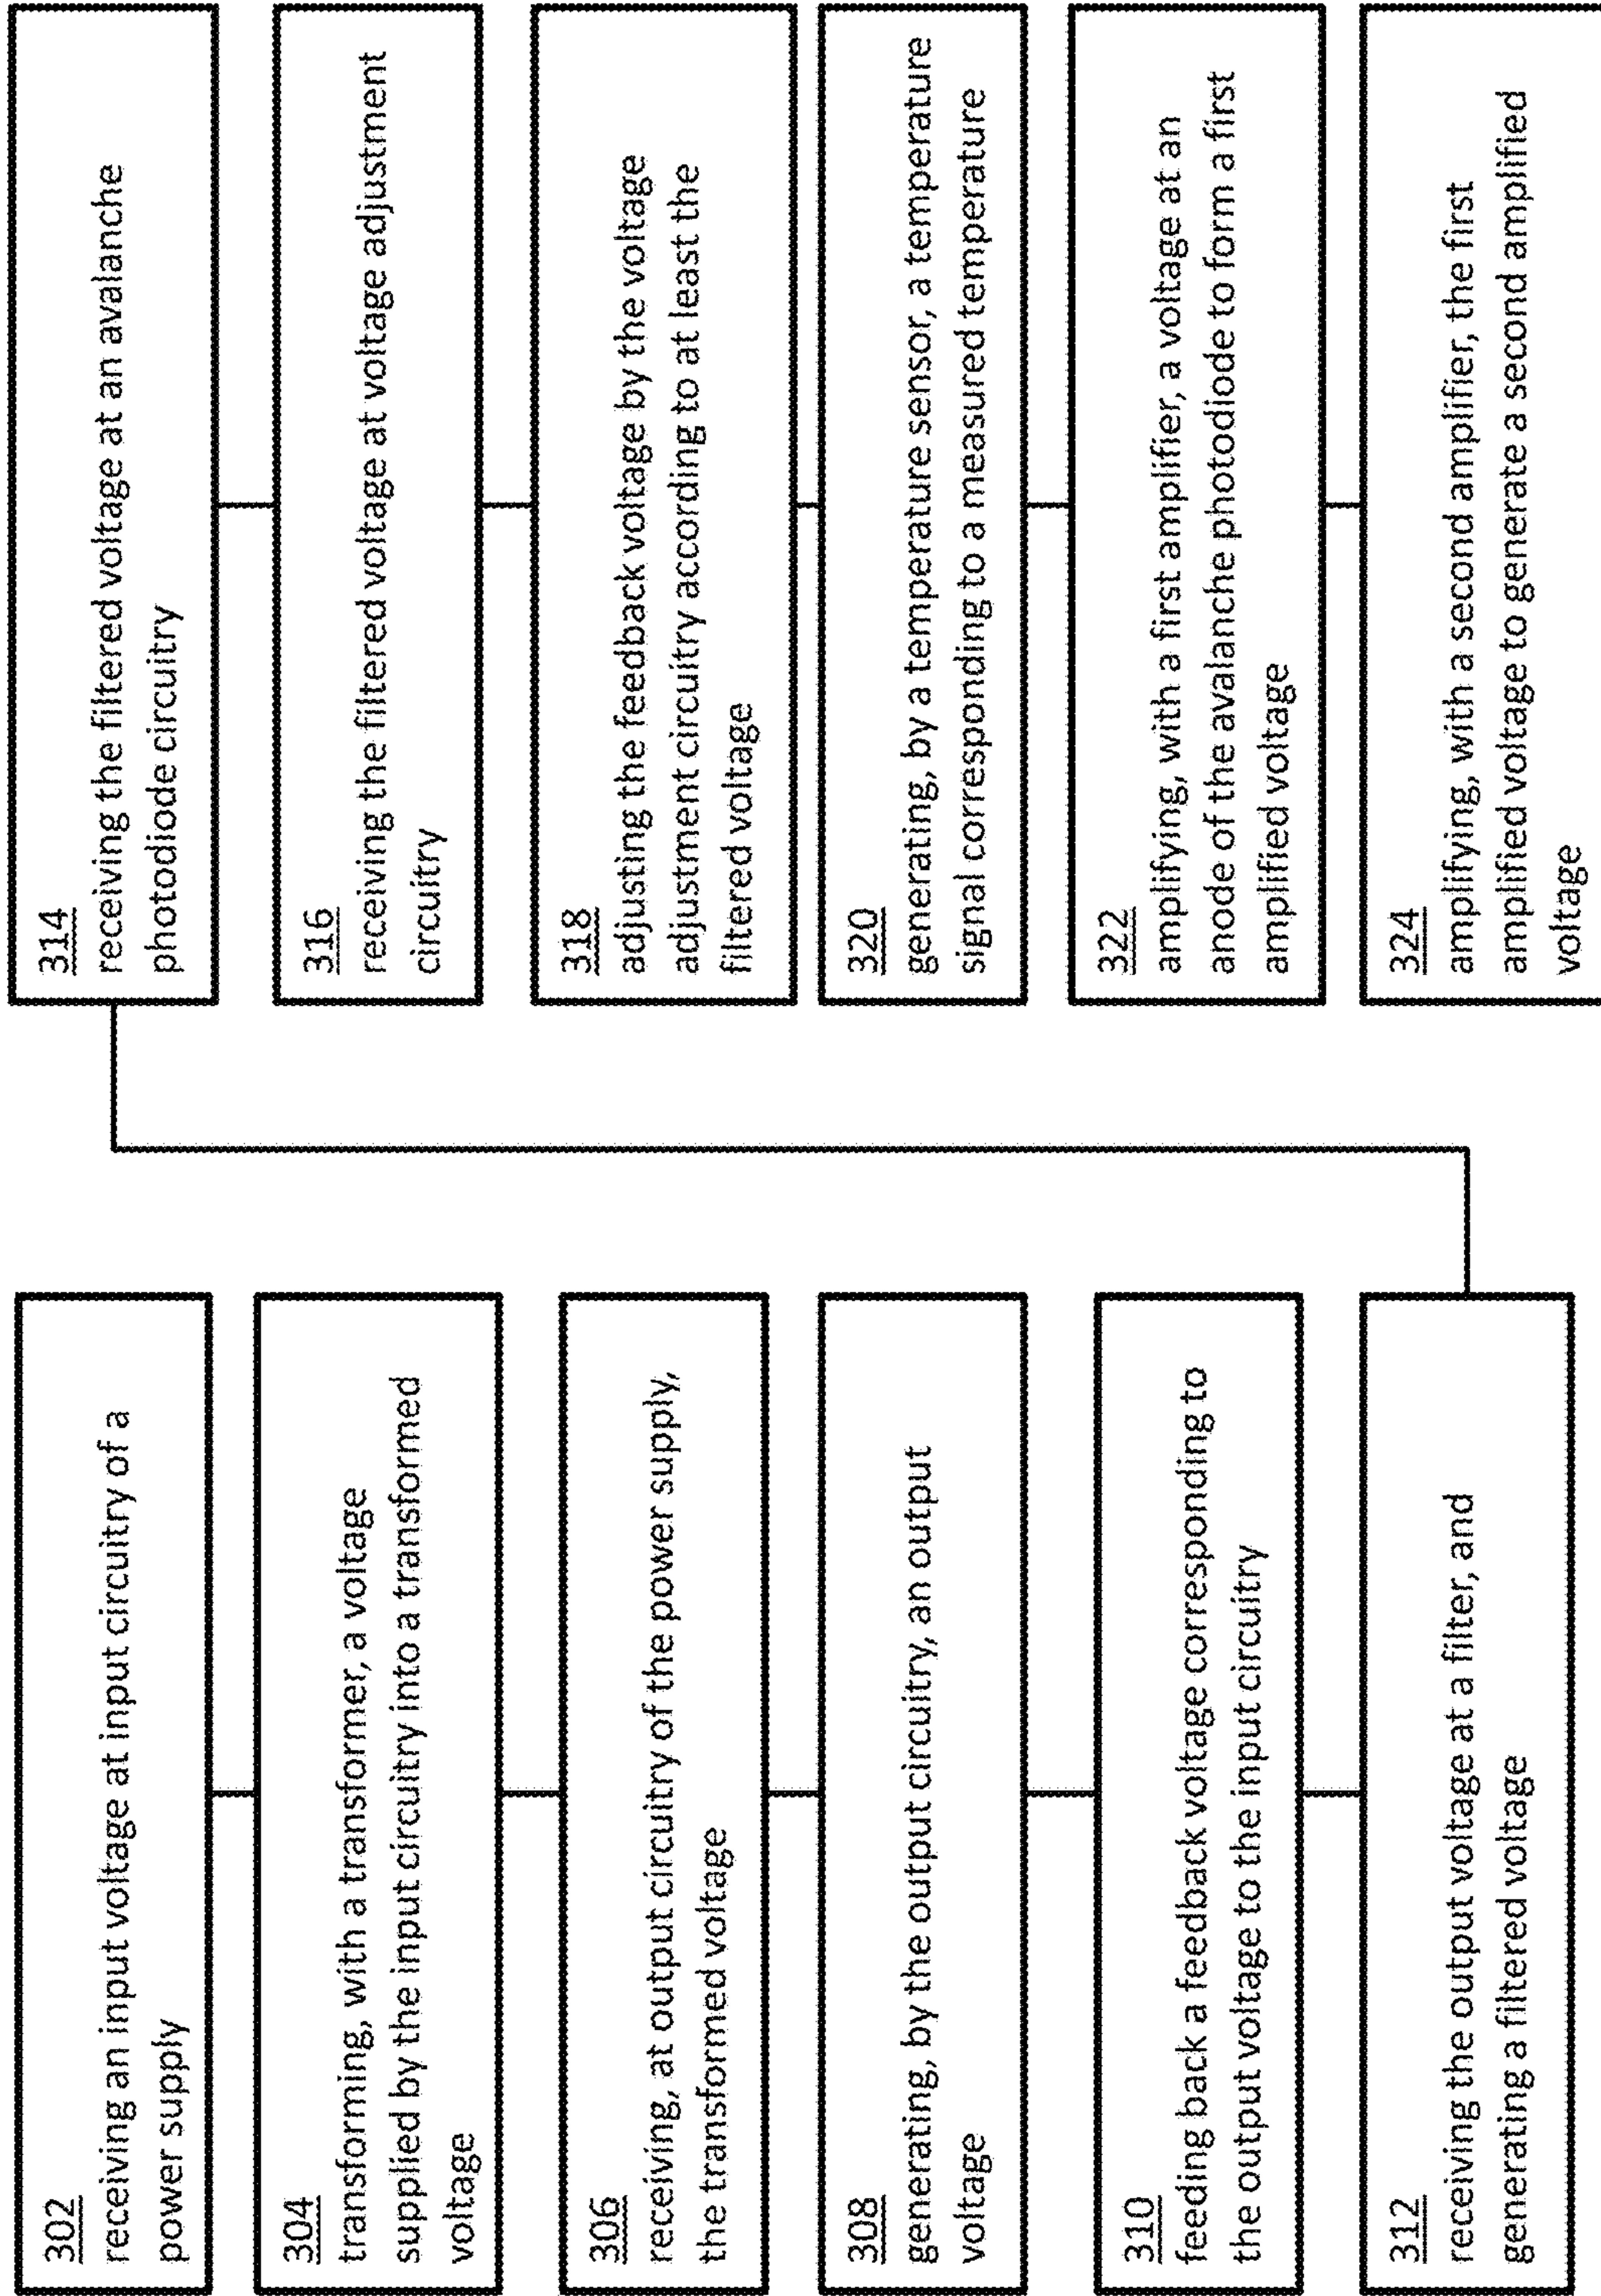 302
receiving an input voltage at input circuitry of a
power supply
304
transforming, with a transformer, a voltage
supplied by the input circuitry into a transformed
voltage
306
receiving, at output circuitry of the power supply,
the transformed voltage
308
generating, by the output circuitry, an output
voltage
310
feeding back a feedback voltage corresponding to
the output voltage to the input circuitry
312
receiving the output voltage at a filter, and
generating a filtered voltage
314
receiving the filtered voltage at an avalanche
photodiode circuitry
316
receiving the filtered voltage at voltage adjustment
circuitry
318
adjusting the feedback voltage by the voltage
adjustment circuitry according to at least the
filtered voltage
320
generating, by a temperature sensor, a temperature
signal corresponding to a measured temperature
322
amplifying, with a first amplifier, a voltage at an
anode of the avalanche photodiode to form a first
amplified voltage
324
amplifying, with a second amplifier, the first
amplified voltage to generate a second amplified
voltage